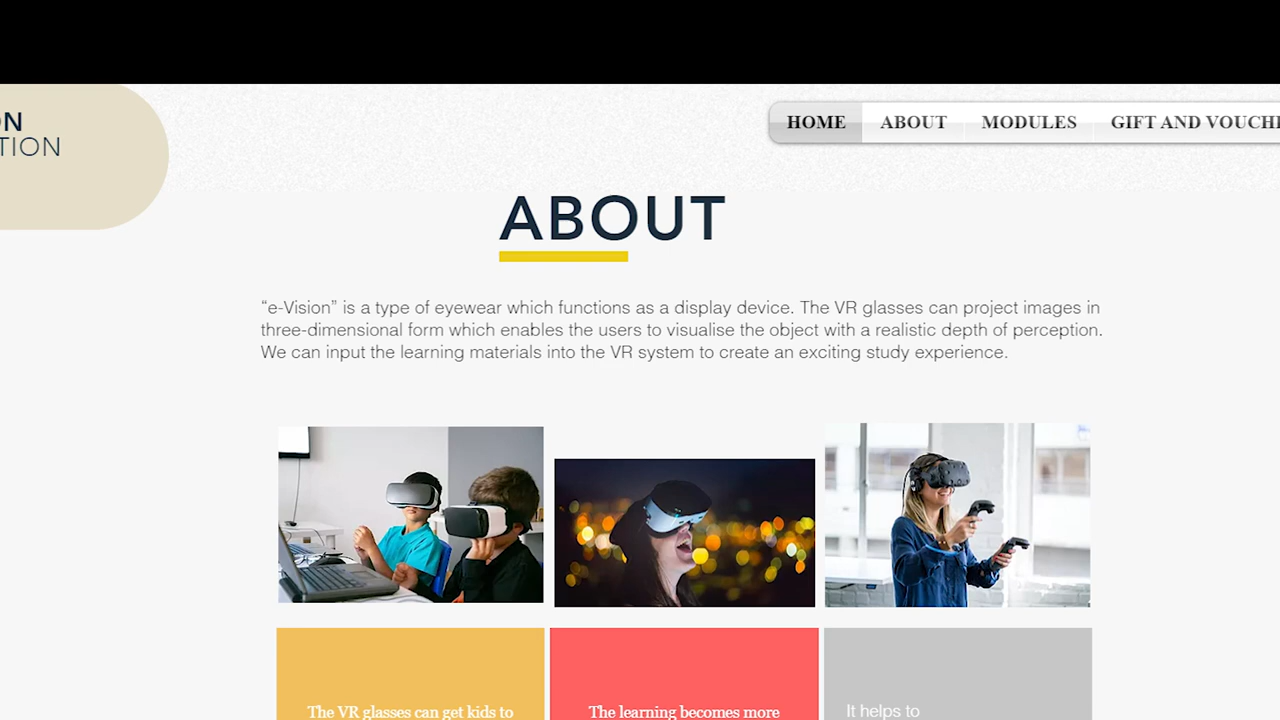 ON
TION
HOME ABOUT MODULES GIFT AND
ABOUT
“e-Vision” is a type of eyewear which functions as a display device. The VR glasses can project images in
three-dimensional form which enables the users to visualise the object with a realistic depth of perception.
We can input the learning materials into the VR system to create an exciting study experience.
The VR glasses can get kids to
The learning becomes more
It helps to